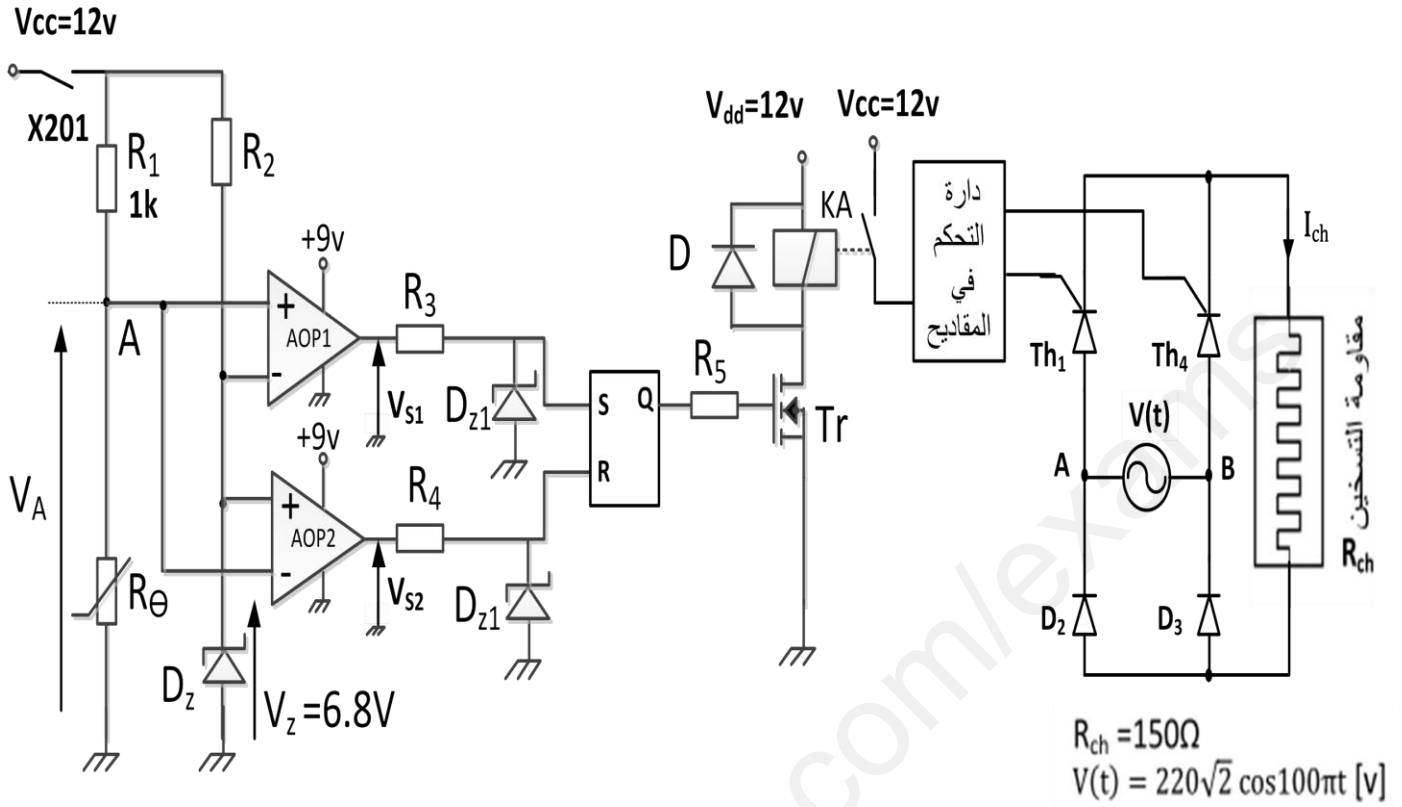 Vcc=12v
X201
R1
1k
R2
A
VA
Rθ
+9v
+
AOP1
-
VS1
R3
Dz1
+9v
+
AOP2
-
VS2
R4
Dz1
Dz
Vz =6.8V
S
Q
R
R5
Tr
Vdd=12v
D
KA
Vcc=12v
دارة
التحكم
في
المقاديح
Th1
Th4
V(t)
A
B
D2
D3
Ich
مقاومة التسخين
Rch
Rch =150Ω
V(t) = 220√2 cos100πt [v]
com/exams